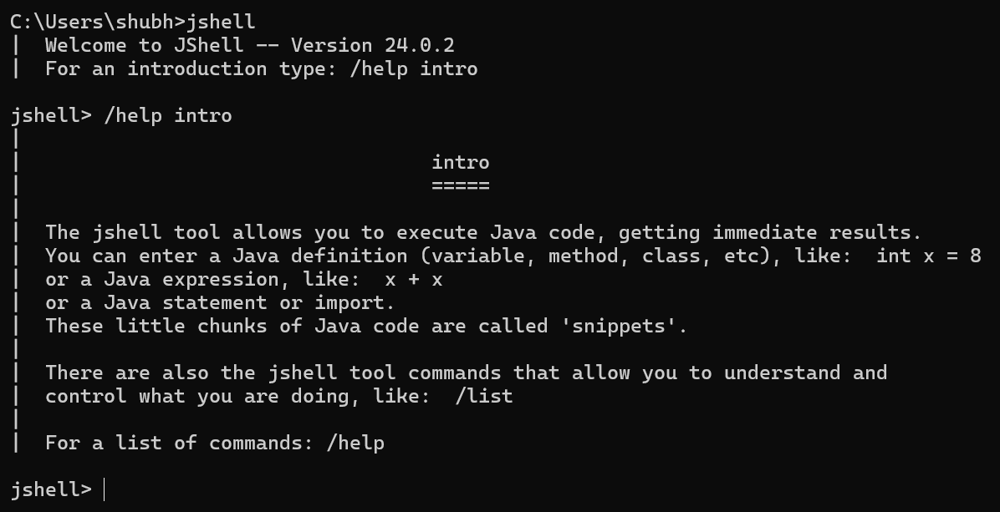 C:\Users\shubh>jshell
|  Welcome to JShell -- Version 24.0.2
|  For an introduction type: /help intro
jshell> /help intro
|
|                                   intro
|                                   =====
|
|  The jshell tool allows you to execute Java code, getting immediate results.
|  You can enter a Java definition (variable, method, class, etc), like:  int x = 8
|  or a Java expression, like:  x + x
|  or a Java statement or import.
|  These little chunks of Java code are called 'snippets'.
|
|  There are also the jshell tool commands that allow you to understand and
|  control what you are doing, like:  /list
|
|  For a list of commands: /help
jshell>